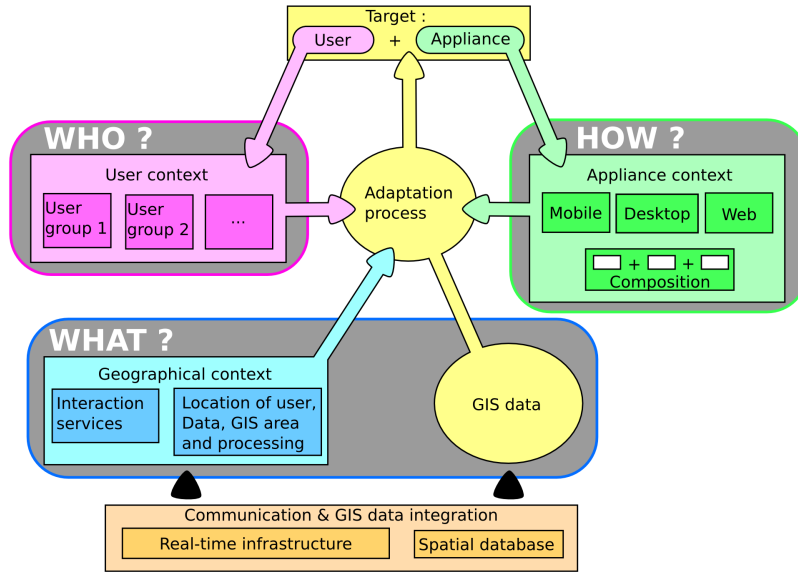 Target :
User + Appliance
WHO ?
User context
User
group 1
User
group 2
...
HOW ?
Appliance context
Mobile
Desktop
Web
+ +
Composition
Adaptation
process
WHAT ?
Geographical context
Interaction
services
Location of user,
Data, GIS area
and processing
GIS data
Communication & GIS data integration
Real-time infrastructure
Spatial database